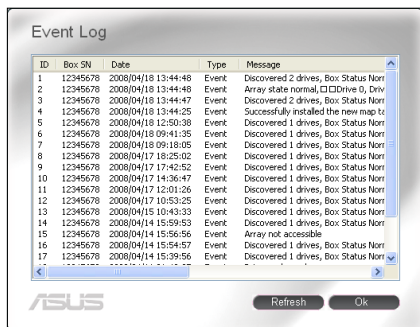 Event Log
ID Box SN Date Type Message
1 12345678 2008/04/18 13:44:48 Event Discovered 2 drives, Box Status Norr
2 12345678 2008/04/18 13:44:48 Event Array state normal,□□Drive 0, Driv
3 12345678 2008/04/18 13:44:47 Event Discovered 2 drives, Box Status Norr
4 12345678 2008/04/18 13:44:25 Event Successfully installed the new map ta
5 12345678 2008/04/18 12:50:38 Event Discovered 1 drives, Box Status Norr
6 12345678 2008/04/18 09:41:35 Event Discovered 1 drives, Box Status Norr
7 12345678 2008/04/18 09:18:05 Event Discovered 1 drives, Box Status Norr
8 12345678 2008/04/17 18:25:02 Event Discovered 1 drives, Box Status Norr
9 12345678 2008/04/17 17:42:52 Event Discovered 1 drives, Box Status Norr
10 12345678 2008/04/17 14:36:47 Event Discovered 1 drives, Box Status Norr
11 12345678 2008/04/17 12:01:26 Event Discovered 1 drives, Box Status Norr
12 12345678 2008/04/17 10:53:25 Event Discovered 1 drives, Box Status Norr
13 12345678 2008/04/15 10:43:33 Event Discovered 1 drives, Box Status Norr
14 12345678 2008/04/14 15:59:53 Event Discovered 1 drives, Box Status Norr
15 12345678 2008/04/14 15:56:56 Event Array not accessible
16 12345678 2008/04/14 15:54:57 Event Discovered 1 drives, Box Status Norr
17 12345678 2008/04/14 15:39:56 Event Discovered 1 drives, Box Status Norr
ASUS Refresh Ok